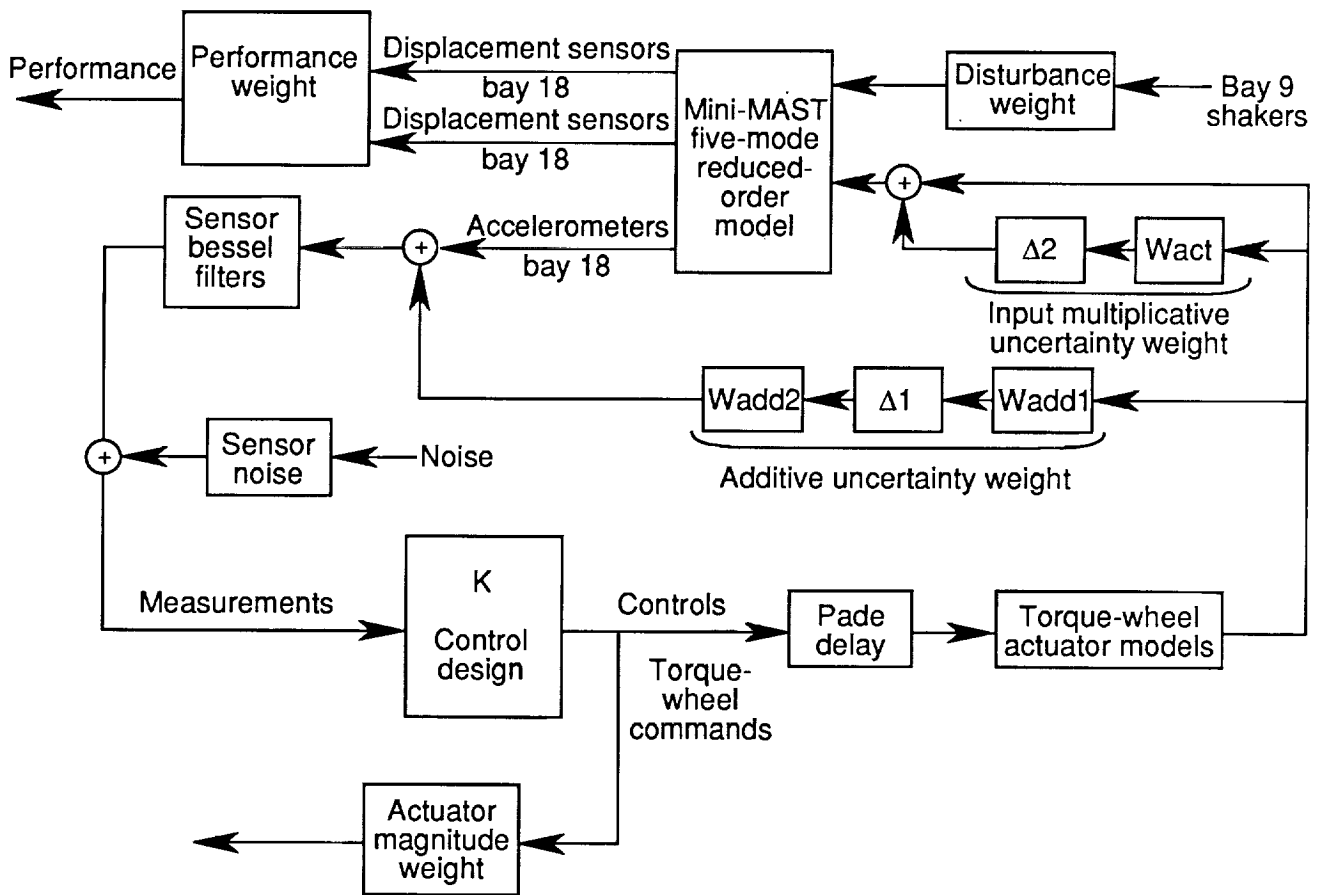 Performance
Performance
weight
Displacement sensors
bay 18
Displacement sensors
bay 18
Mini-MAST
five-mode
reduced-
order
model
Disturbance
weight
Bay 9
shakers
+
Δ2
Wact
Input multiplicative
uncertainty weight
Sensor
bessel
filters
+
Accelerometers
bay 18
Wadd2
Δ1
Wadd1
Additive uncertainty weight
+
Sensor
noise
Noise
Measurements
K
Control
design
Controls
Torque-
wheel
commands
Pade
delay
Torque-wheel
actuator models
Actuator
magnitude
weight